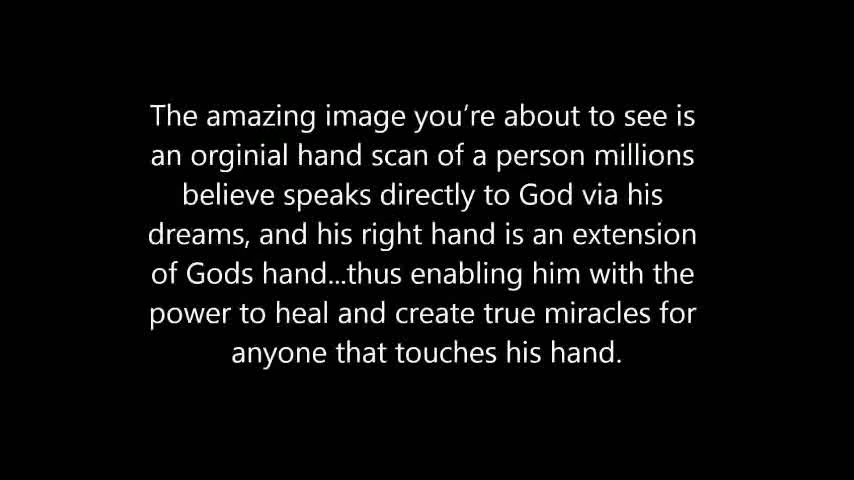 The amazing image you’re about to see is
an orginial hand scan of a person millions
believe speaks directly to God via his
dreams, and his right hand is an extension
of Gods hand...thus enabling him with the
power to heal and create true miracles for
anyone that touches his hand.